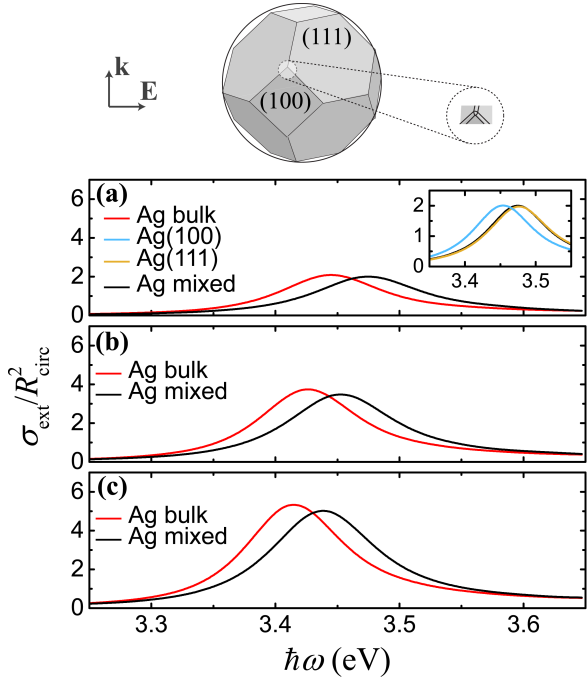 (111)
k
E
(100)
(a)
Ag bulk
Ag(100)
Ag(111)
Ag mixed
2
1
0
3.4 3.5
6
4
2
0
(b)
Ag bulk
Ag mixed
6
4
2
0
(c)
Ag bulk
Ag mixed
6
4
2
0
σext/R²circ
3.3 3.4 3.5 3.6
ħω (eV)